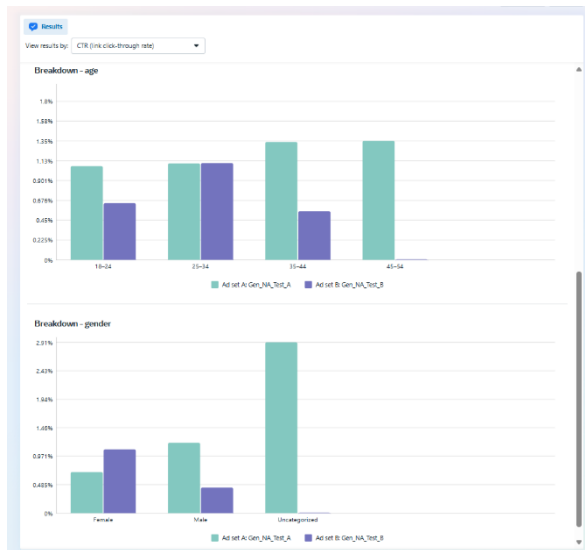 Results
View results by: CTR (link click-through rate)
Breakdown - age
1.8%
1.58%
1.35%
1.13%
0.901%
0.676%
0.45%
0.225%
0%
18-24 25-34 35-44 45-54
Ad set A: Gen_NA_Test_A Ad set B: Gen_NA_Test_B
Breakdown - gender
2.91%
2.43%
1.94%
1.46%
0.971%
0.485%
0%
Female Male Uncategorized
Ad set A: Gen_NA_Test_A Ad set B: Gen_NA_Test_B